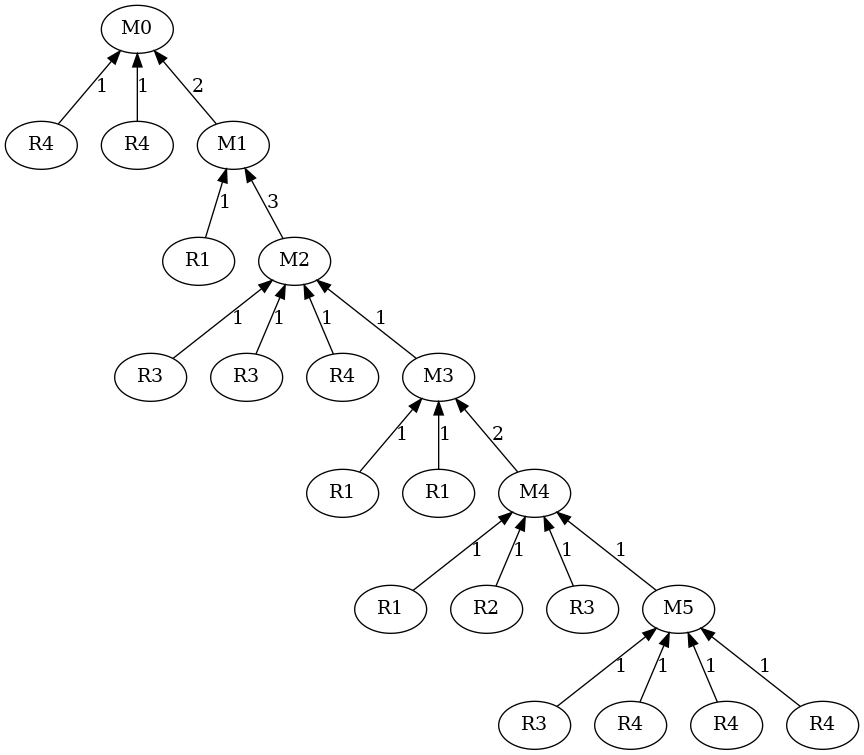 M0
1 1 2
R4 R4 M1
1 3
R1 M2
1 1 1 1
R3 R3 R4 M3
1 1 2
R1 R1 M4
1 1 1 1
R1 R2 R3 M5
1 1 1 1
R3 R4 R4 R4